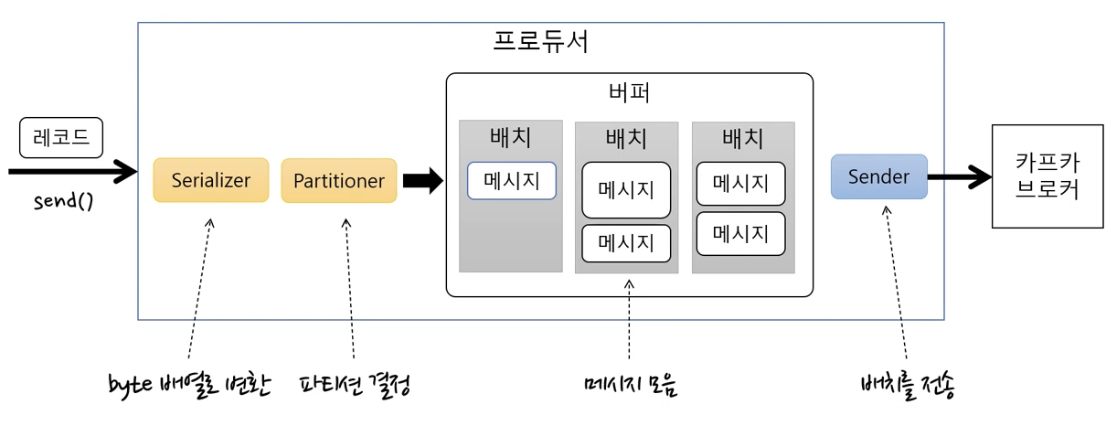 프로듀서
버퍼
레코드
send()
Serializer
Partitioner
배치
메시지
배치
메시지
메시지
배치
메시지
메시지
Sender
카프카
브로커
byte 배열로 변환
파티션 결정
메시지 모음
배치를 전송